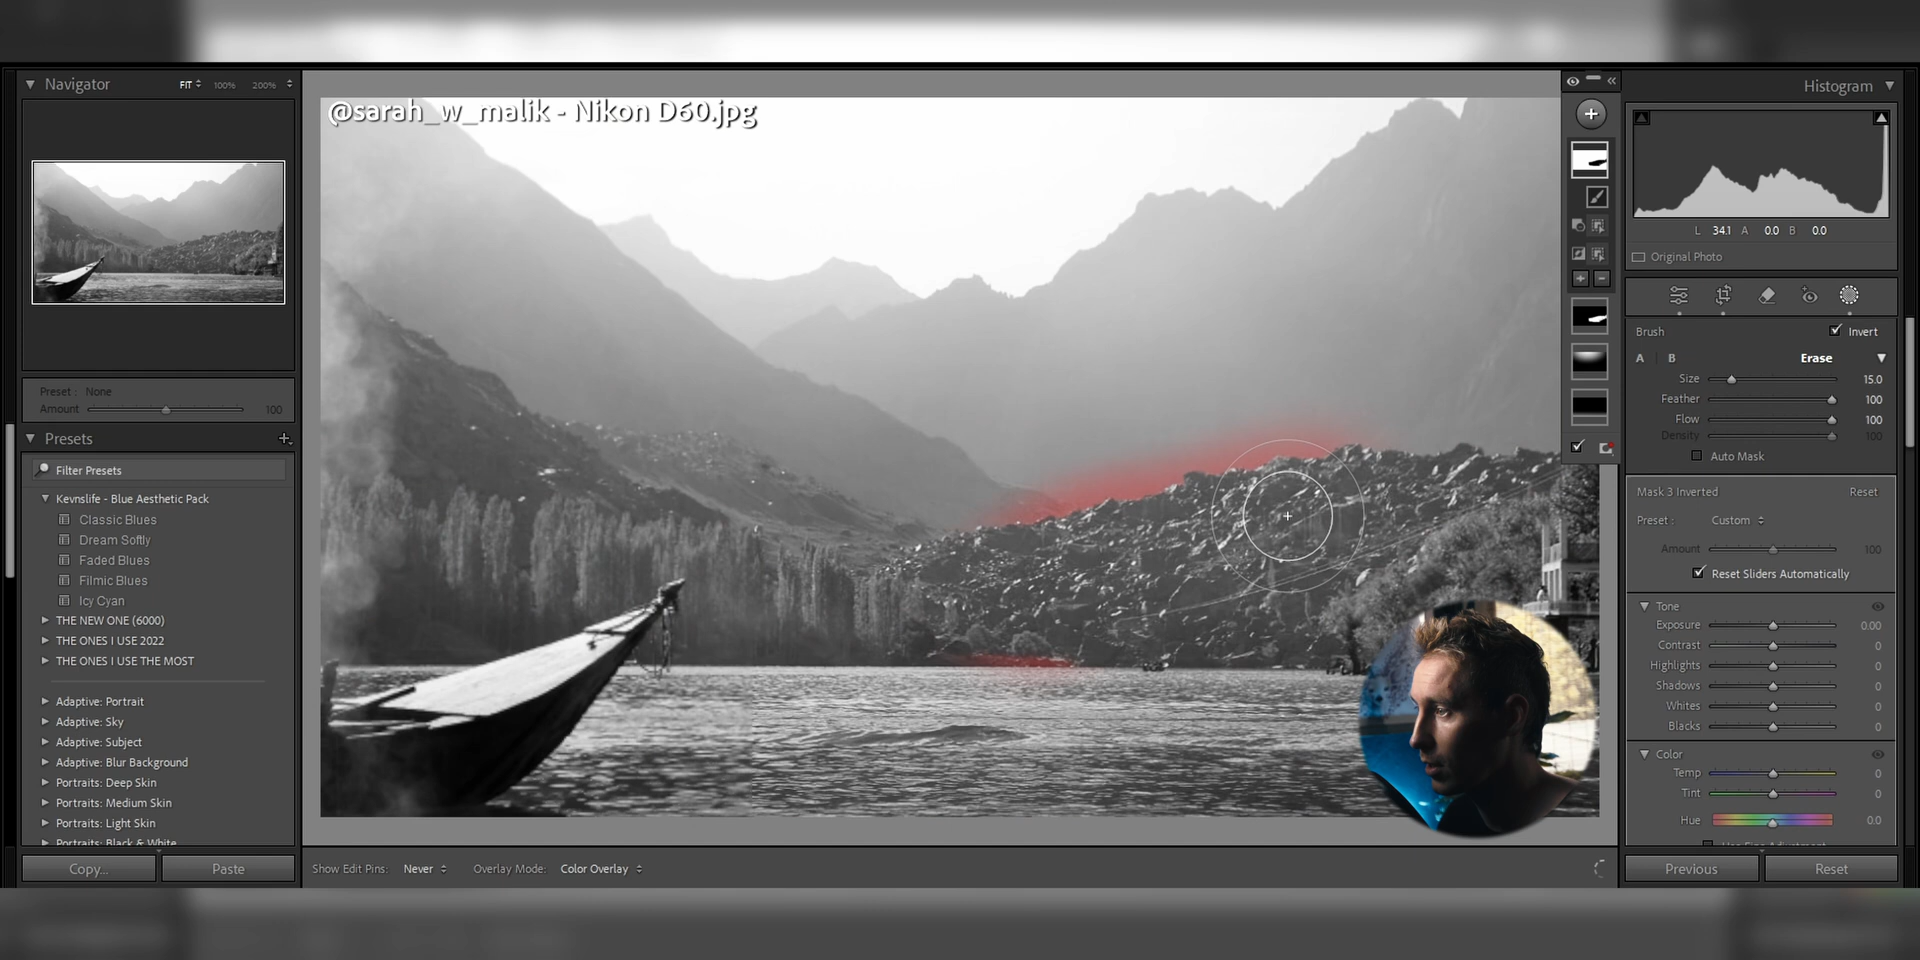 Navigator
FIT 100% 200%
Preset : None
Amount 100
Presets
Filter Presets
Kevnslife - Blue Aesthetic Pack
Classic Blues
Dream Softly
Faded Blues
Filmic Blues
Icy Cyan
THE NEW ONE (6000)
THE ONES I USE 2022
THE ONES I USE THE MOST
Adaptive: Portrait
Adaptive: Sky
Adaptive: Subject
Adaptive: Blur Background
Portraits: Deep Skin
Portraits: Medium Skin
Portraits: Light Skin
Portraits: Black & White
Copy...
Paste
@sarah_w_malik - Nikon D60.jpg
Show Edit Pins: Never
Overlay Mode: Color Overlay
Histogram
L 34.1 A 0.0 B 0.0
Original Photo
Brush Invert
A B Erase
Size 15.0
Feather 100
Flow 100
Density 100
Auto Mask
Mask 3 Inverted Reset
Preset : Custom
Amount 100
Reset Sliders Automatically
Tone
Exposure 0.00
Contrast 0
Highlights 0
Shadows 0
Whites 0
Blacks 0
Color
Temp 0
Tint 0
Hue 0.0
Previous
Reset